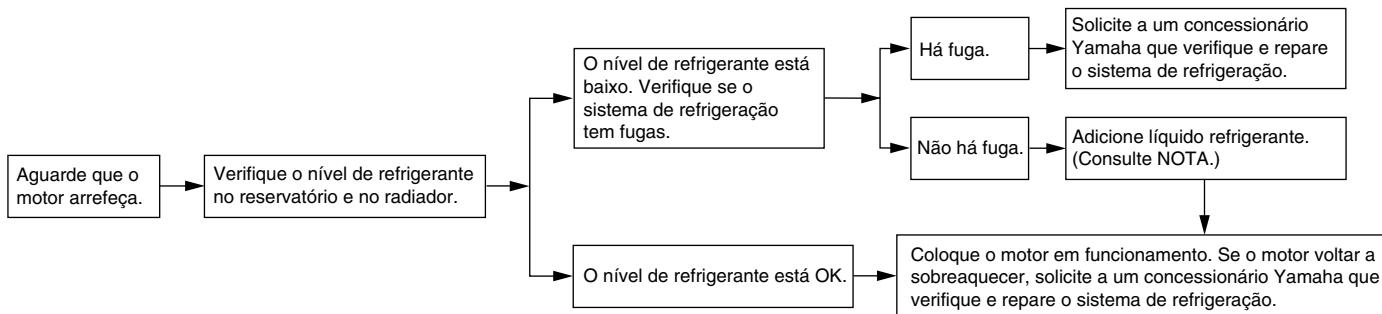 Aguarde que o
motor arrefeça.
Verifique o nível de refrigerante
no reservatório e no radiador.
O nível de refrigerante está
baixo. Verifique se o
sistema de refrigeração
tem fugas.
Há fuga.
Solicite a um concessionário
Yamaha que verifique e repare
o sistema de refrigeração.
Não há fuga.
Adicione líquido refrigerante.
(Consulte NOTA.)
O nível de refrigerante está OK.
Coloque o motor em funcionamento. Se o motor voltar a
sobreaquecer, solicite a um concessionário Yamaha que
verifique e repare o sistema de refrigeração.